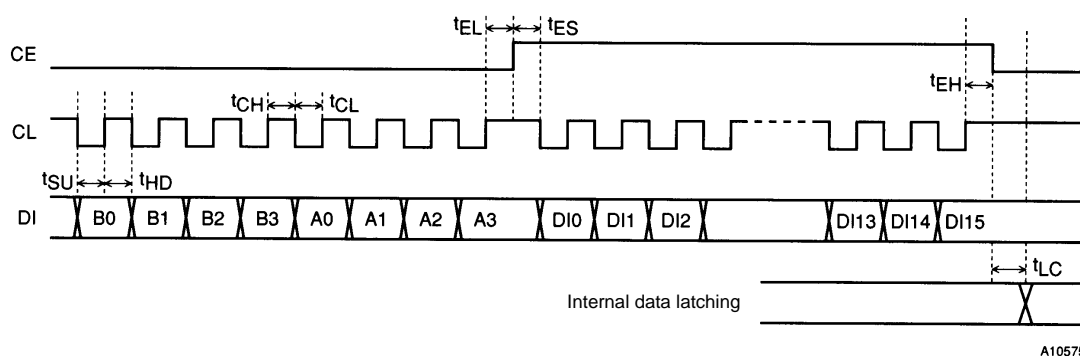 tEL tES
CE
tEH
tCH tCL
CL
tSU tHD
DI B0 B1 B2 B3 A0 A1 A2 A3 DI0 DI1 DI2 DI13 DI14 DI15
tLC
Internal data latching
A10575